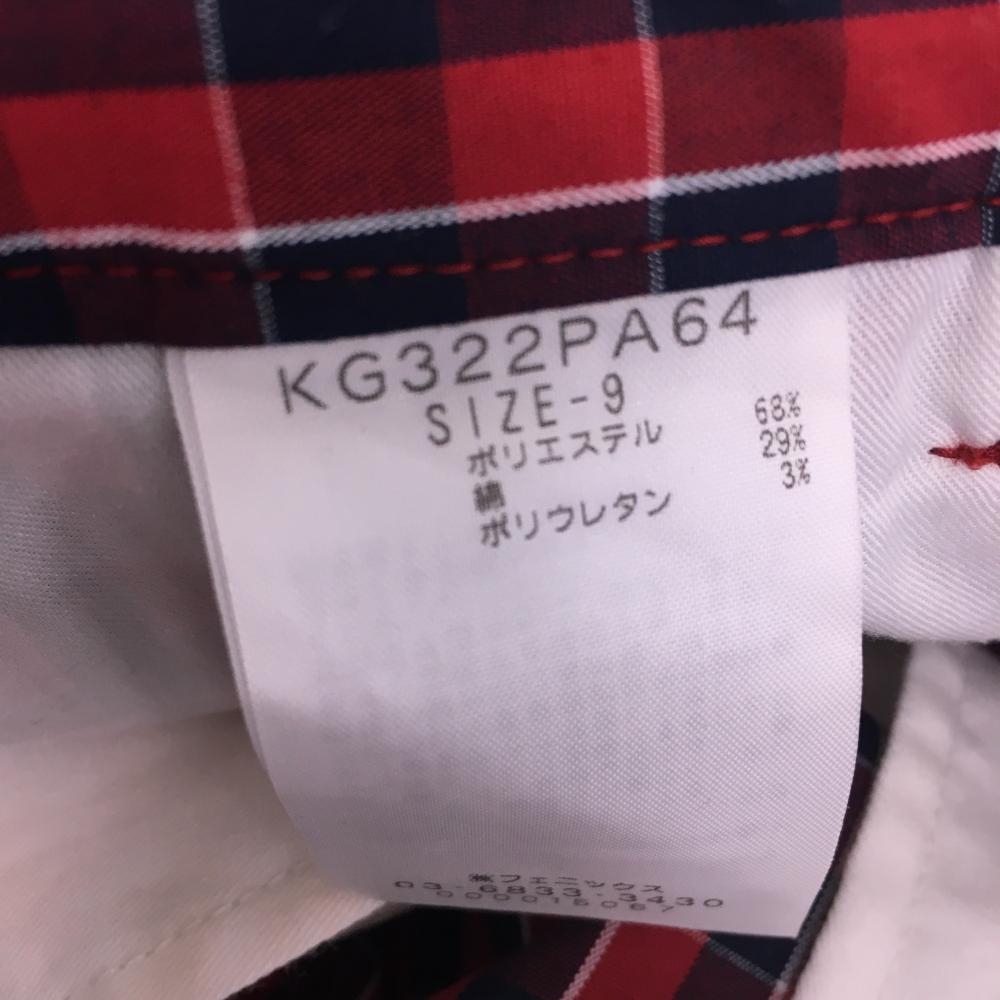 KG322PA64
SIZE-9
ポリエステル 68%
綿 29%
ポリウレタン 3%
㈱フェニックス
03-6833-3430